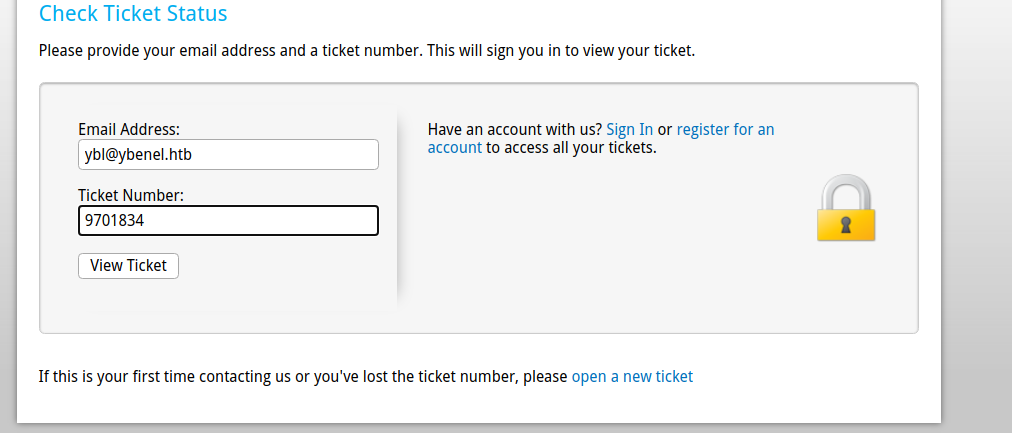 Check Ticket Status
Please provide your email address and a ticket number. This will sign you in to view your ticket.
Email Address:
ybl@ybenel.htb
Ticket Number:
9701834
View Ticket
Have an account with us? Sign In or register for an
account to access all your tickets.
If this is your first time contacting us or you've lost the ticket number, please open a new ticket